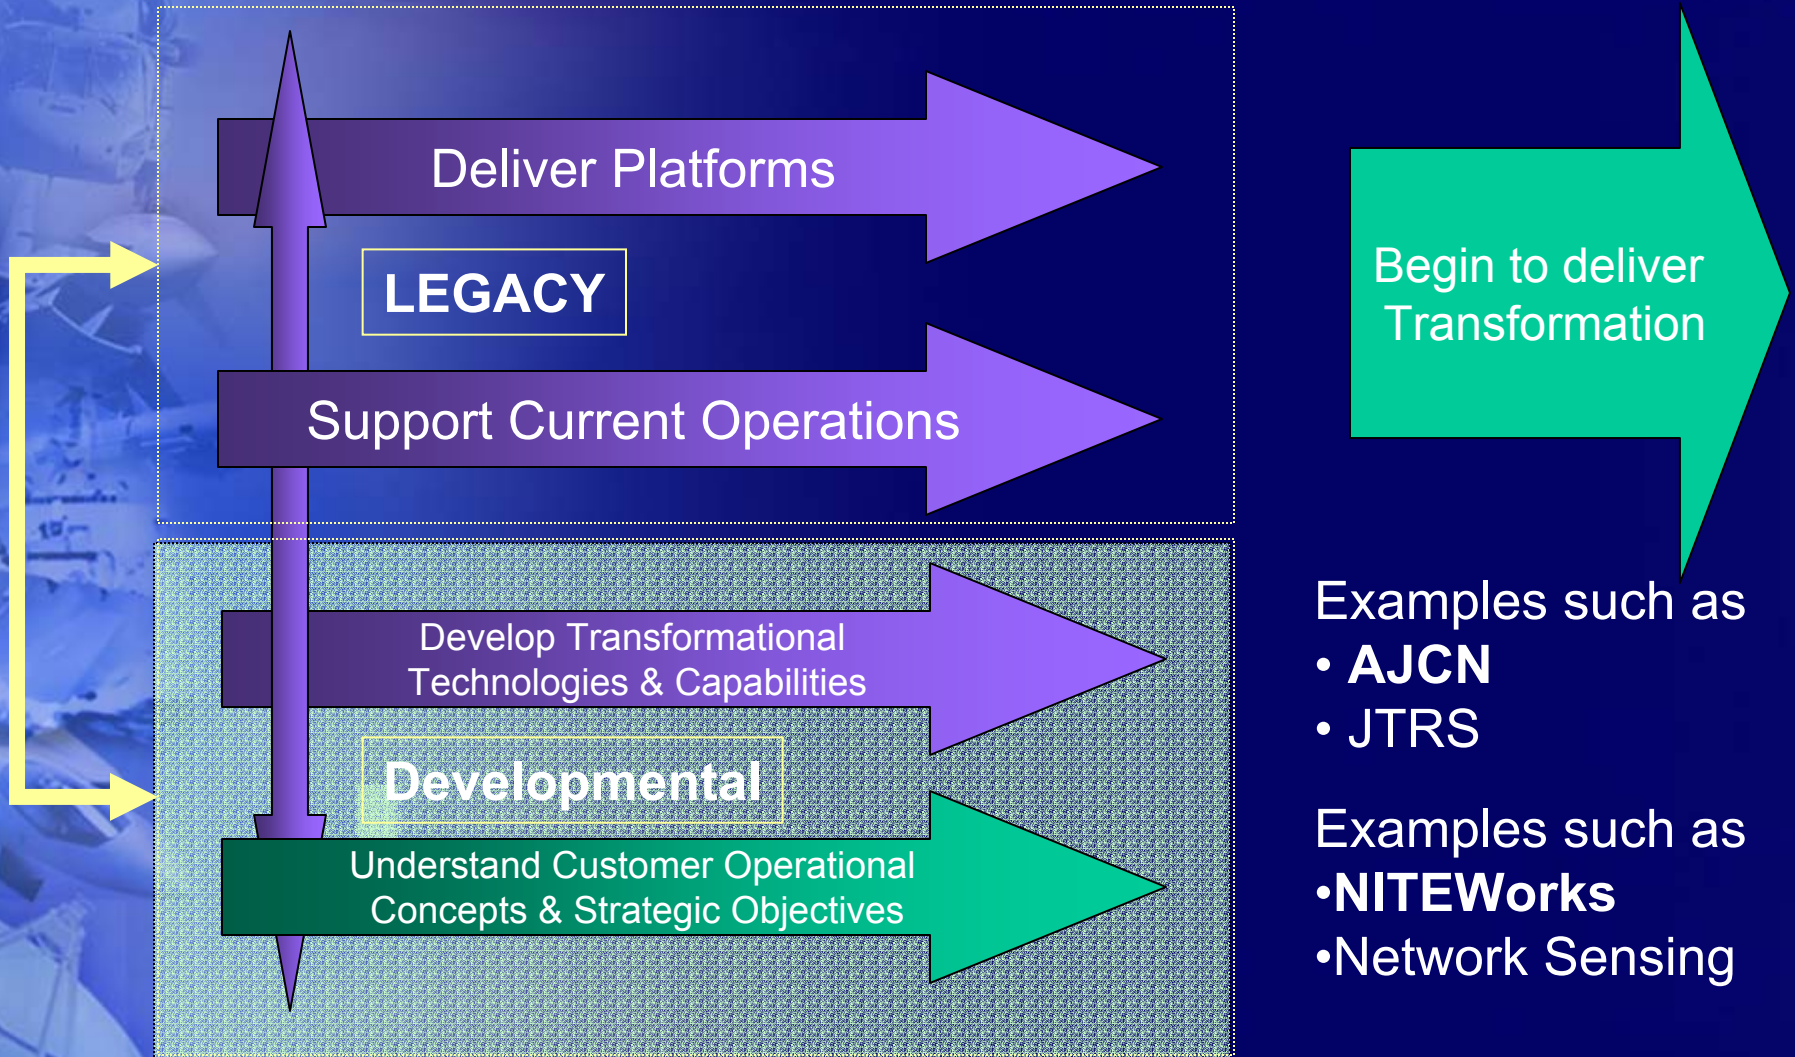 Deliver Platforms
LEGACY
Support Current Operations
Develop Transformational
Technologies & Capabilities
Developmental
Understand Customer Operational
Concepts & Strategic Objectives
Begin to deliver
Transformation
Examples such as
• AJCN
• JTRS
Examples such as
•NITEWorks
•Network Sensing